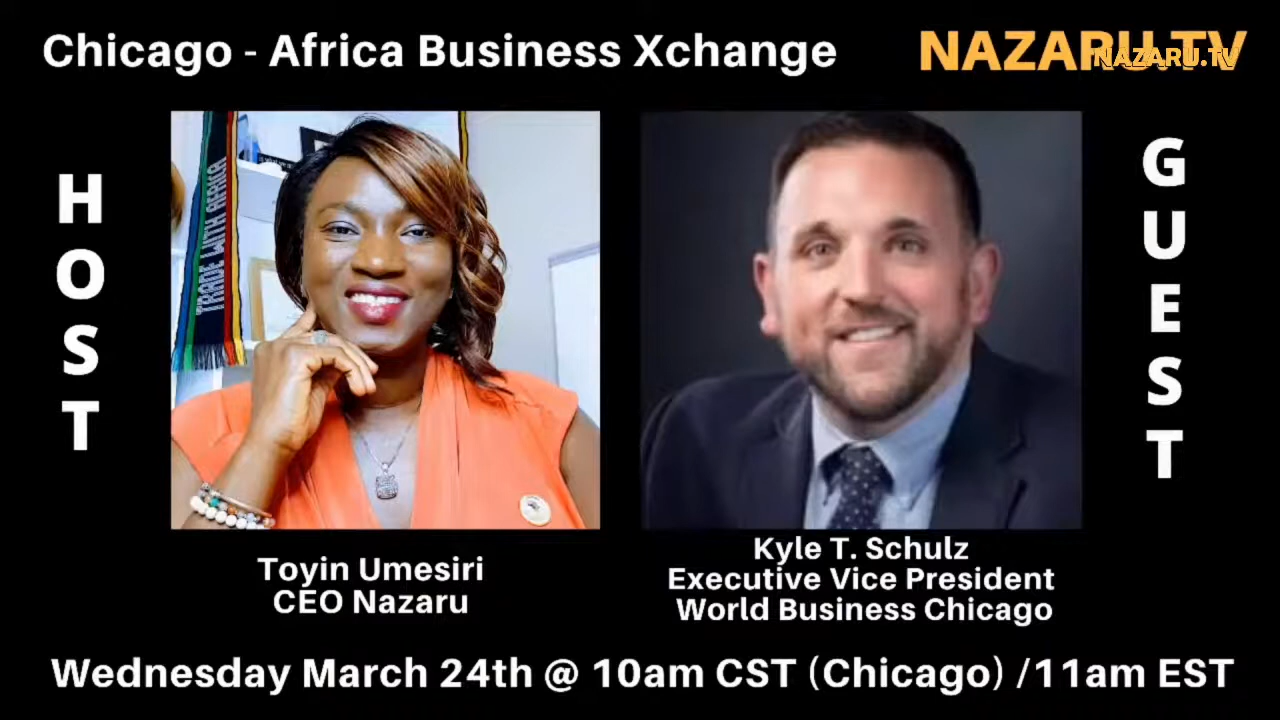 Chicago - Africa Business Xchange
NAZARU.TV
NAZARU.TV
HOST
TRADE WITH AFRICA
GUEST
Toyin Umesiri
CEO Nazaru
Kyle T. Schulz
Executive Vice President
World Business Chicago
Wednesday March 24th @ 10am CST (Chicago) /11am EST